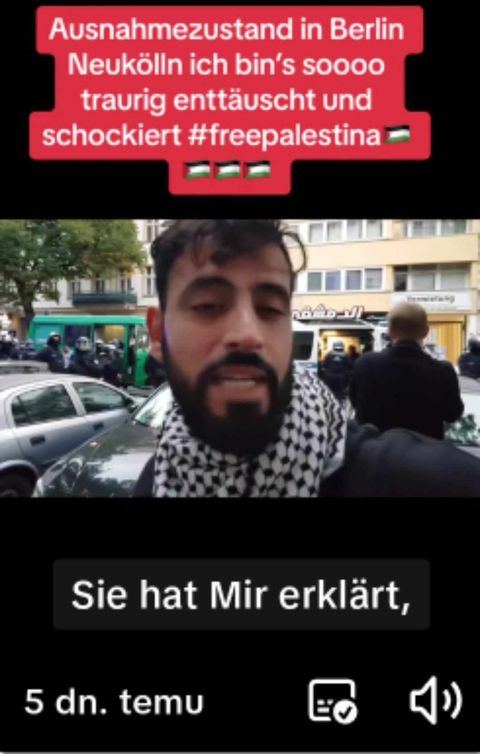 Ausnahmezustand in Berlin
Neukölln ich bin's soooo
traurig enttäuscht und
schockiert #freepalestina🇵🇸
🇵🇸🇵🇸🇵🇸
Sie hat Mir erklärt,
5 dn. temu